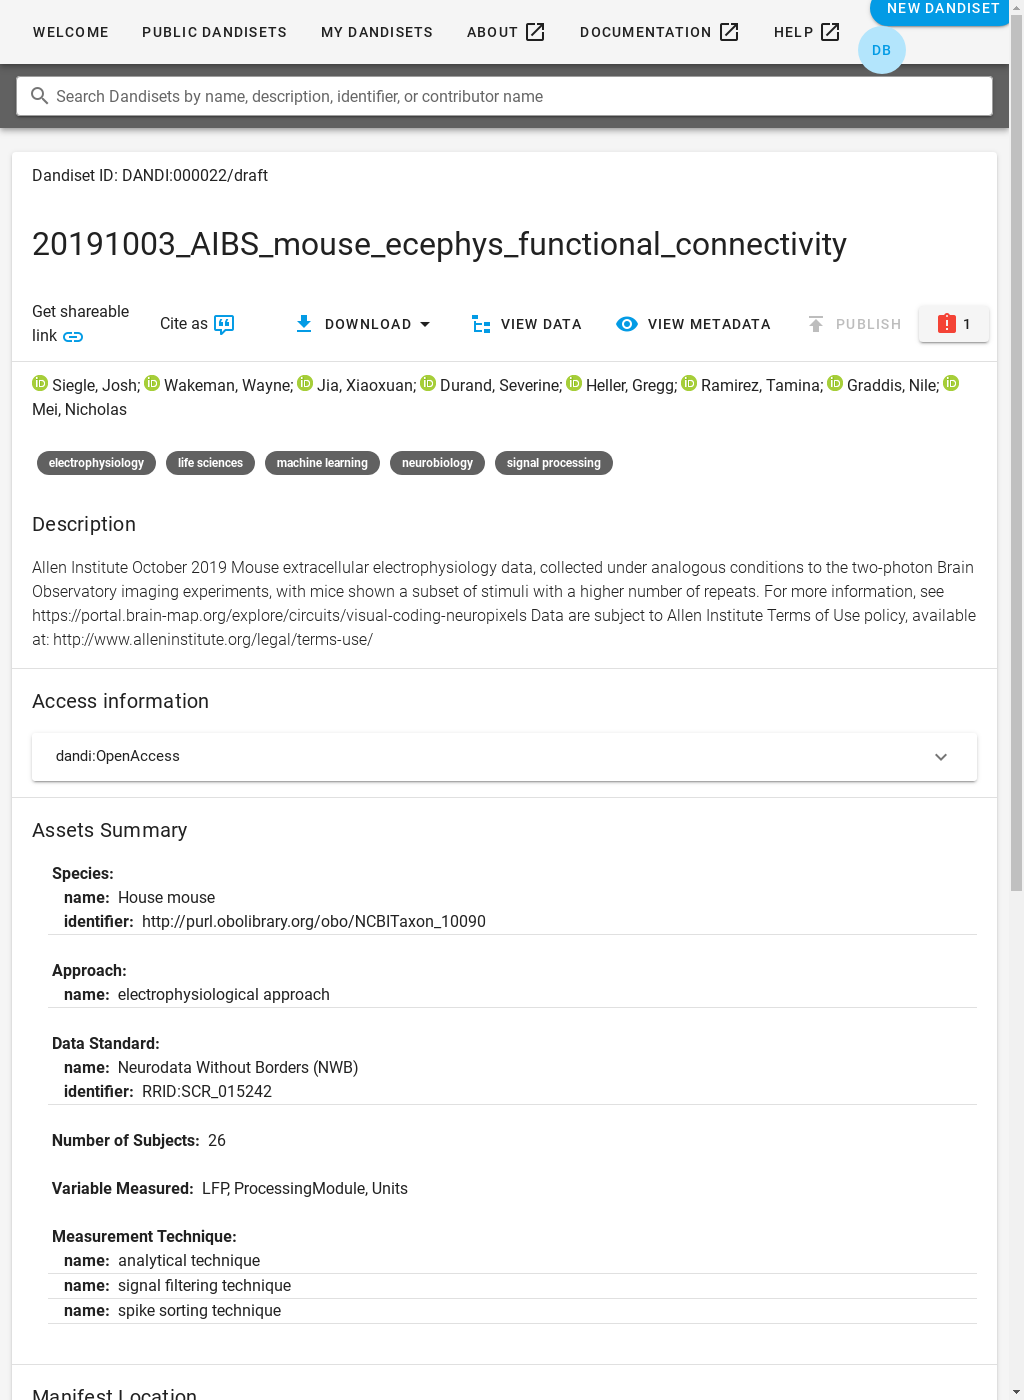 WELCOME PUBLIC DANDISETS MY DANDISETS ABOUT DOCUMENTATION HELP NEW DANDISET
DB
Search Dandisets by name, description, identifier, or contributor name
Dandiset ID: DANDI:000022/draft
20191003_AIBS_mouse_ecephys_functional_connectivity
Get shareable
link
Cite as DOWNLOAD VIEW DATA VIEW METADATA PUBLISH 1
Siegle, Josh; Wakeman, Wayne; Jia, Xiaoxuan; Durand, Severine; Heller, Gregg; Ramirez, Tamina; Graddis, Nile;
Mei, Nicholas
electrophysiology life sciences machine learning neurobiology signal processing
Description
Allen Institute October 2019 Mouse extracellular electrophysiology data, collected under analogous conditions to the two-photon Brain
Observatory imaging experiments, with mice shown a subset of stimuli with a higher number of repeats. For more information, see
https://portal.brain-map.org/explore/circuits/visual-coding-neuropixels Data are subject to Allen Institute Terms of Use policy, available
at: http://www.alleninstitute.org/legal/terms-use/
Access information
dandi:OpenAccess
Assets Summary
Species:
name: House mouse
identifier: http://purl.obolibrary.org/obo/NCBITaxon_10090
Approach:
name: electrophysiological approach
Data Standard:
name: Neurodata Without Borders (NWB)
identifier: RRID:SCR_015242
Number of Subjects: 26
Variable Measured: LFP, ProcessingModule, Units
Measurement Technique:
name: analytical technique
name: signal filtering technique
name: spike sorting technique
Manifest Location